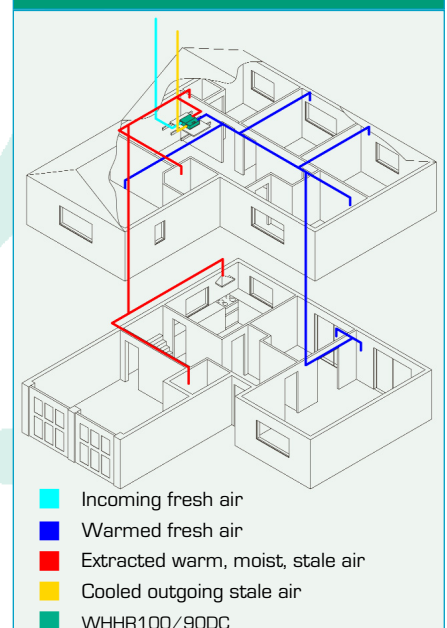 Incoming fresh air
Warmed fresh air
Extracted warm, moist, stale air
Cooled outgoing stale air
WHHR100/90DC